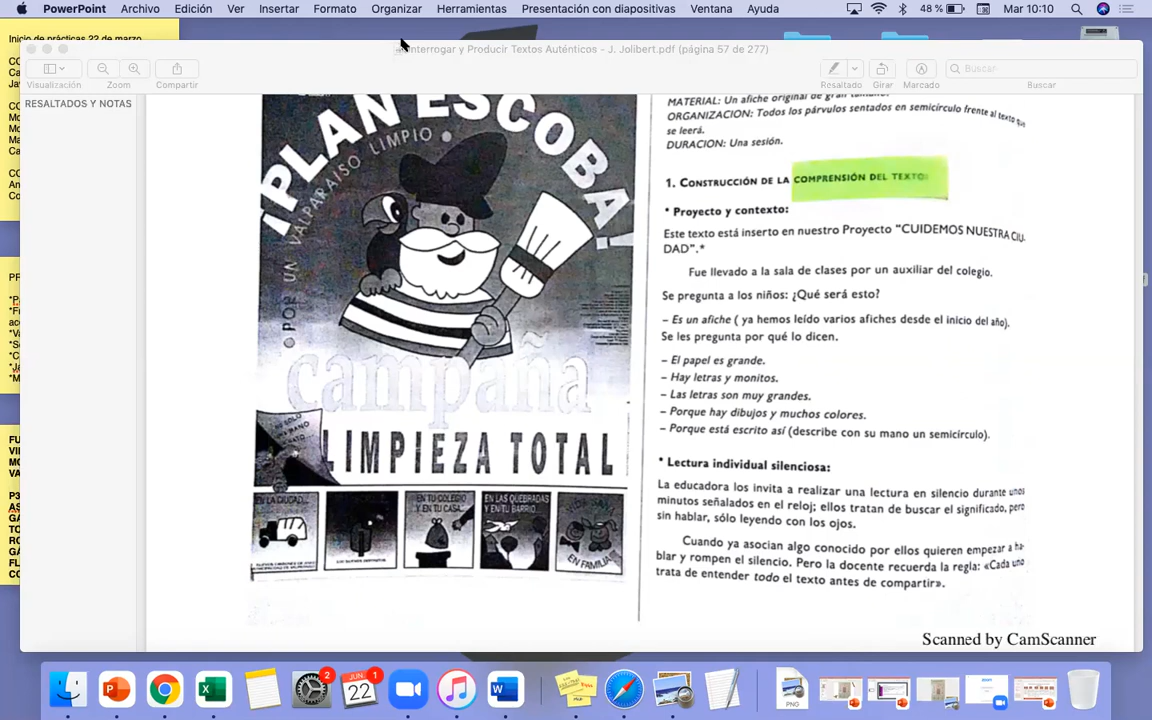 PowerPoint Archivo Edición Ver Insertar Formato Organizar Herramientas Presentación con diapositivas Ventana Ayuda 48 % Mar 10:10
Inicio de prácticas 22 de marzo
Interrogar y Producir Textos Auténticos - J. Jolibert.pdf (página 57 de 277)
Buscar
Visualización Zoom Compartir Resaltado Girar Marcado Buscar
RESALTADOS Y NOTAS
¡PLAN ESCOBA!
POR UN VALPARAISO LIMPIO
campaña
LIMPIEZA TOTAL
EN LA CIUDAD...
EN TU COLEGIO
Y EN TU CASA...
EN LAS QUEBRADAS
Y EN TU BARRIO...
EN FAMILIA
MATERIAL: Un afiche original de gran tamaño.
ORGANIZACION: Todos los párvulos sentados en semicírculo frente al texto que
se leerá.
DURACION: Una sesión.
1. CONSTRUCCIÓN DE LA COMPRENSIÓN DEL TEXTO:
* Proyecto y contexto:
Este texto está inserto en nuestro Proyecto "CUIDEMOS NUESTRA CIU-
DAD".*
Fue llevado a la sala de clases por un auxiliar del colegio.
Se pregunta a los niños: ¿Qué será esto?
– Es un afiche ( ya hemos leído varios afiches desde el inicio del año).
Se les pregunta por qué lo dicen.
– El papel es grande.
– Hay letras y monitos.
– Las letras son muy grandes.
– Porque hay dibujos y muchos colores.
– Porque está escrito así (describe con su mano un semicírculo).
* Lectura individual silenciosa:
La educadora los invita a realizar una lectura en silencio durante unos
minutos señalados en el reloj; ellos tratan de buscar el significado, pero
sin hablar, sólo leyendo con los ojos.
Cuando ya asocian algo conocido por ellos quieren empezar a ha-
blar y rompen el silencio. Pero la docente recuerda la regla: «Cada uno
trata de entender todo el texto antes de compartir».
Scanned by CamScanner
2
JUN.
22
1
PNG